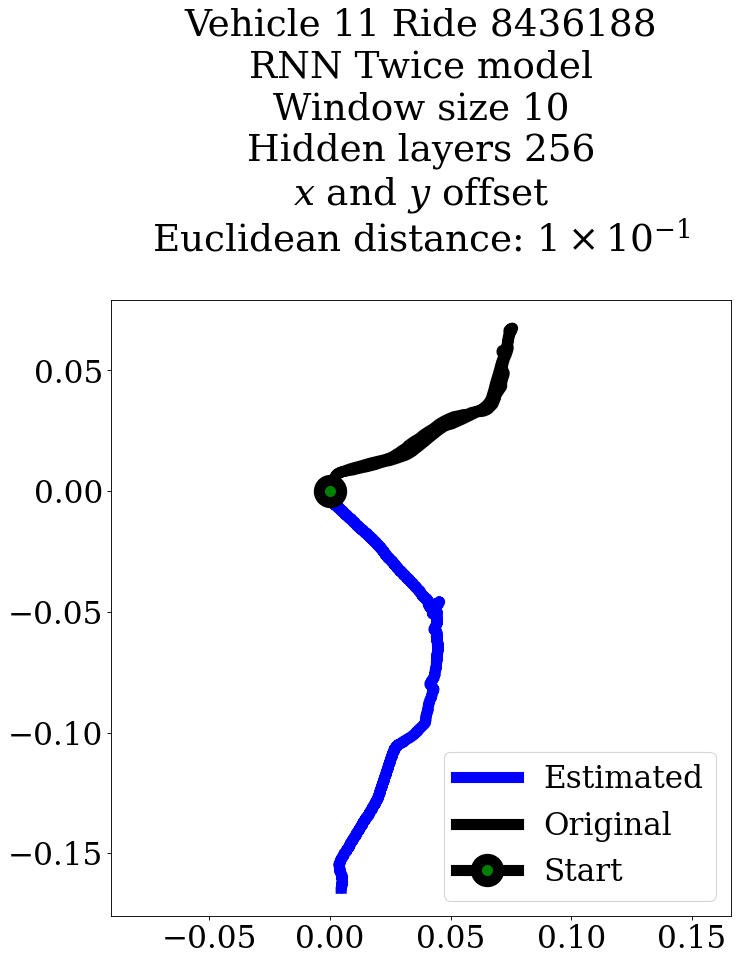 Vehicle 11 Ride 8436188
RNN Twice model
Window size 10
Hidden layers 256
x and y offset
Euclidean distance: 1 × 10⁻¹
0.05
0.00
−0.05
−0.10
−0.15
Estimated
Original
Start
−0.05 0.00 0.05 0.10 0.15